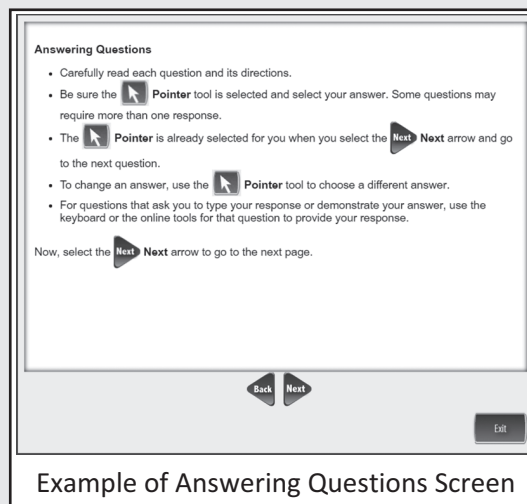 Answering Questions
• Carefully read each question and its directions.
• Be sure the Pointer tool is selected and select your answer. Some questions may
require more than one response.
• The Pointer is already selected for you when you select the Next Next arrow and go
to the next question.
• To change an answer, use the Pointer tool to choose a different answer.
• For questions that ask you to type your response or demonstrate your answer, use the
keyboard or the online tools for that question to provide your response.
Now, select the Next Next arrow to go to the next page.
Back Next
Exit
Example of Answering Questions Screen